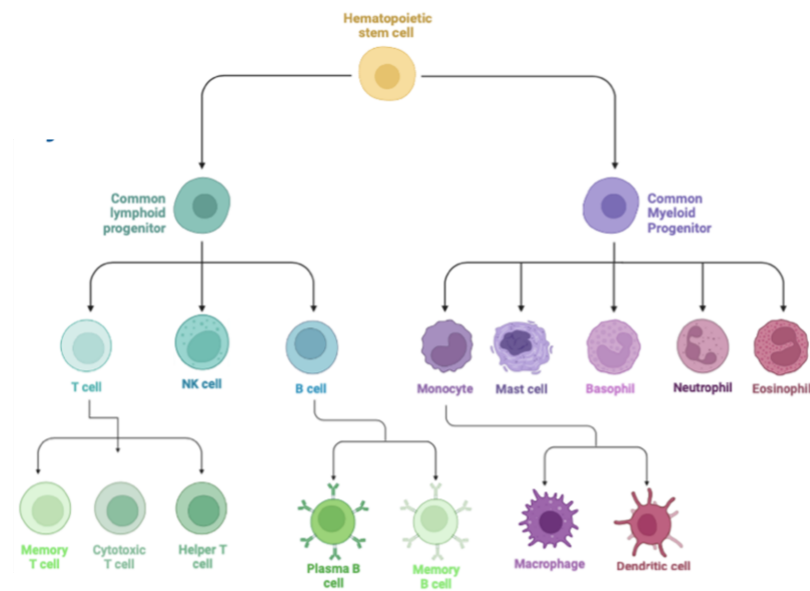 Hematopoietic
stem cell
Common
lymphoid
progenitor
Common
Myeloid
Progenitor
T cell
NK cell
B cell
Monocyte
Mast cell
Basophil
Neutrophil
Eosinophil
Memory
T cell
Cytotoxic
T cell
Helper T
cell
Plasma B
cell
Memory
B cell
Macrophage
Dendritic cell